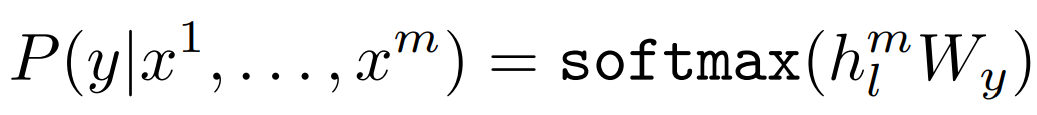 P(y|x^1, ..., x^m) = softmax(h_l^m W_y)